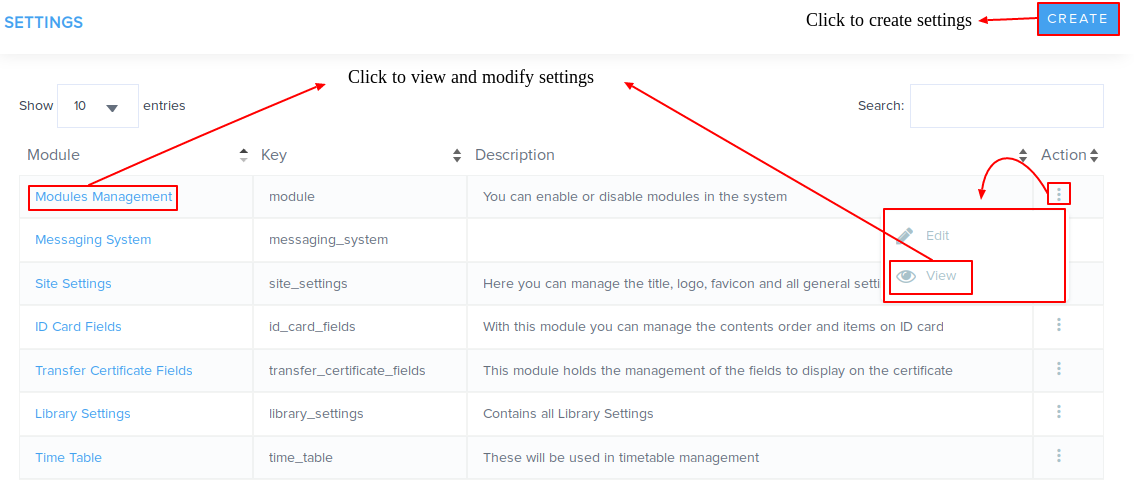 SETTINGS
Click to create settings
CREATE
Click to view and modify settings
Show 10 entries
Search:
Module Key Description Action
Modules Management module You can enable or disable modules in the system
Edit
Messaging System messaging_system
View
Site Settings site_settings Here you can manage the title, logo, favicon and all general
ID Card Fields id_card_fields With this module you can manage the contents order and items on ID card
Transfer Certificate Fields transfer_certificate_fields This module holds the management of the fields to display on the certificate
Library Settings library_settings Contains all Library Settings
Time Table time_table These will be used in timetable management